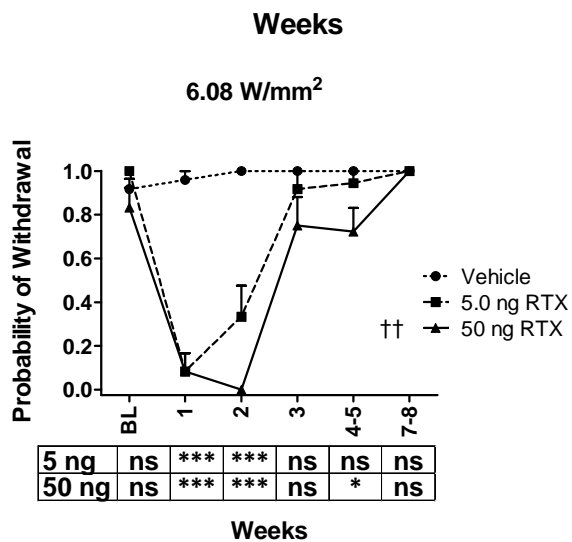 Weeks
6.08 W/mm²
Probability of Withdrawal
1.0
0.8
0.6
0.4
0.2
0.0
BL 1 2 3 4-5 7-8
Vehicle
5.0 ng RTX
†† 50 ng RTX
5 ng ns *** *** ns ns ns
50 ng ns *** *** ns * ns
Weeks